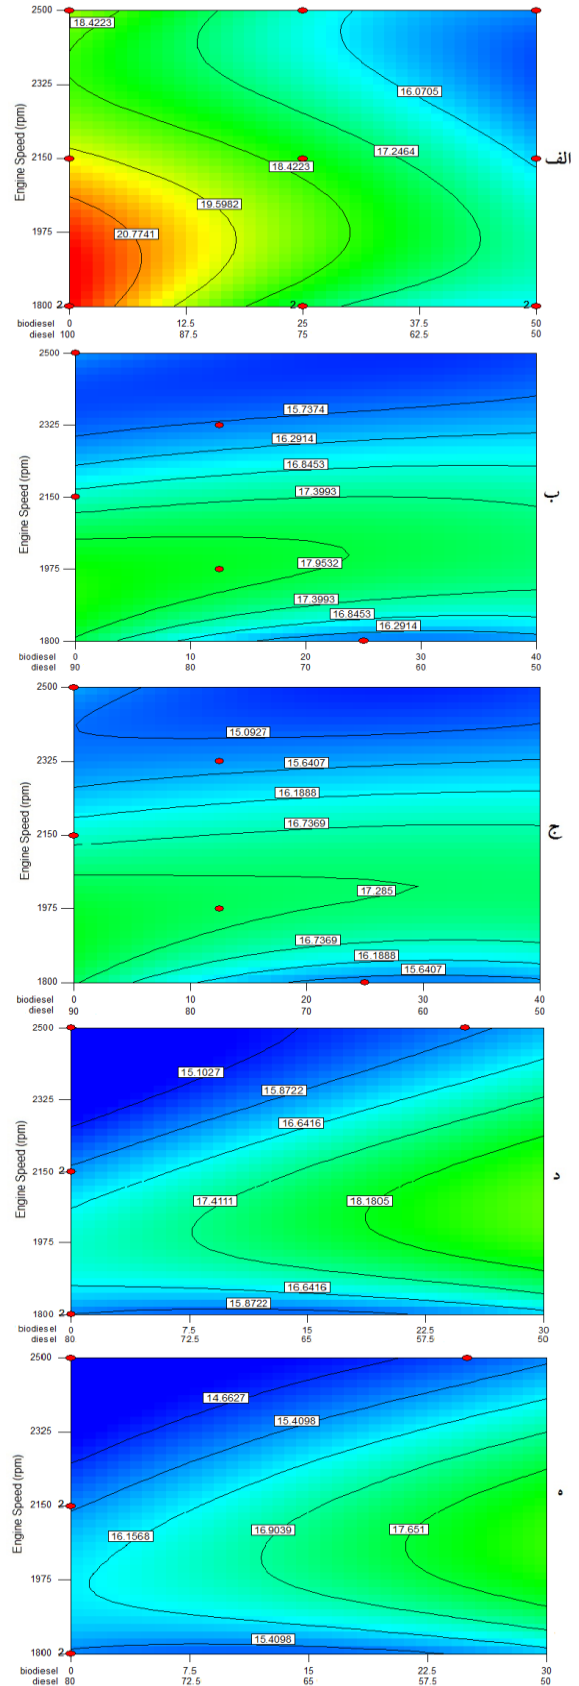 2500
18.4223
2325
16.0705
Engine Speed (rpm)
2150
17.2464
18.4223
الف
19.5982
1975
20.7741
1800 2 2 2
biodiesel 0 12.5 25 37.5 50
diesel 100 87.5 75 62.5 50
2500
15.7374
2325
16.2914
Engine Speed (rpm)
16.8453
2150
17.3993
ب
17.9532
1975
17.3993
16.8453
16.2914
1800
biodiesel 0 10 20 30 40
diesel 90 80 70 60 50
2500
15.0927
2325
15.6407
Engine Speed (rpm)
16.1888
2150
16.7369
ج
17.285
1975
16.7369
16.1888
15.6407
1800
biodiesel 0 10 20 30 40
diesel 90 80 70 60 50
2500
15.1027
2325
15.8722
Engine Speed (rpm)
16.6416
2150 2
د
17.4111 18.1805
1975
16.6416
15.8722
1800 2
biodiesel 0 7.5 15 22.5 30
diesel 80 72.5 65 57.5 50
2500
14.6627
2325
15.4098
Engine Speed (rpm)
2150 2
ه
16.1568 16.9039 17.651
1975
15.4098
1800 2
biodiesel 0 7.5 15 22.5 30
diesel 80 72.5 65 57.5 50